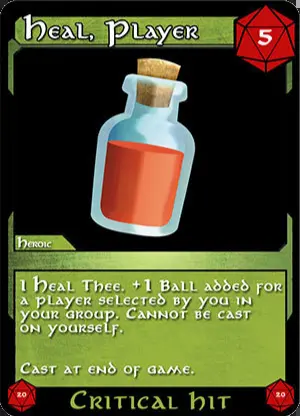 Heal, Player
5
Heroic
1 Heal Thee. +1 Ball added for
a player selected by you in
your group. Cannot be cast
on yourself.
Cast at end of game.
20
Critical Hit
20